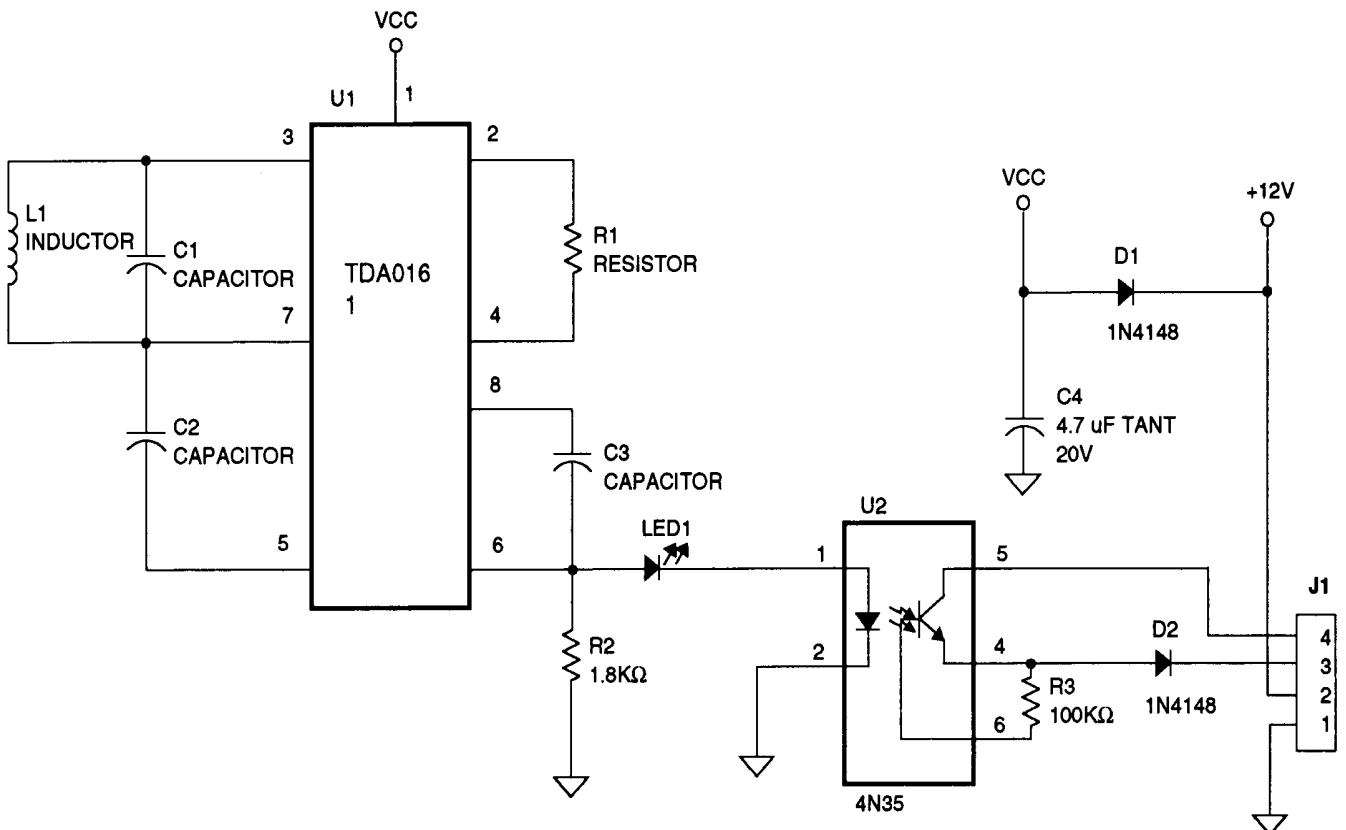 VCC
U1
1
3
2
L1
INDUCTOR
C1
CAPACITOR
TDA016
1
R1
RESISTOR
7
4
8
C2
CAPACITOR
C3
CAPACITOR
5
6
LED1
R2
1.8KΩ
VCC
+12V
D1
1N4148
C4
4.7 uF TANT
20V
U2
1
5
2
4
6
R3
100KΩ
D2
1N4148
4N35
J1
4
3
2
1